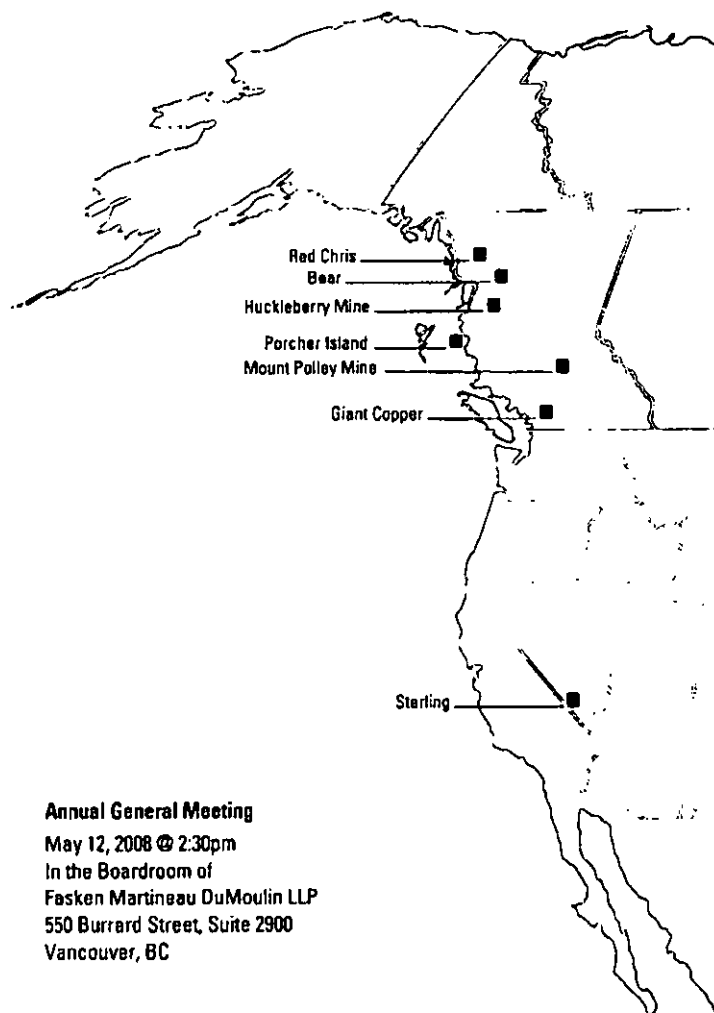 Red Chris
Bear
Huckleberry Mine
Porcher Island
Mount Polley Mine
Giant Copper
Sterling
Annual General Meeting
May 12, 2008 @ 2:30pm
In the Boardroom of
Fasken Martineau DuMoulin LLP
550 Burrard Street, Suite 2900
Vancouver, BC